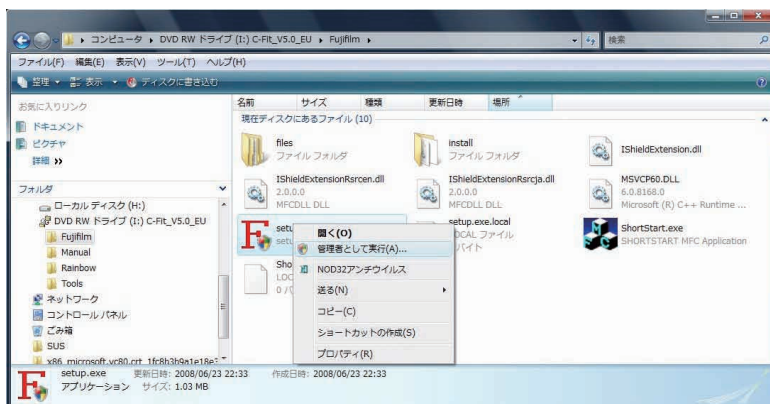 コンピュータ ▸ DVD RW ドライブ (I:) C-Fit_V5.0_EU ▸ Fujifilm ▸
検索
ファイル(F) 編集(E) 表示(V) ツール(T) ヘルプ(H)
整理 表示 ディスクに書き込む
お気に入りリンク
ドキュメント
ピクチャ
詳細 »
フォルダ
ローカル ディスク (H:)
DVD RW ドライブ (I:) C-Fit_V5.0_EU
Fujifilm
Manual
Rainbow
Tools
ネットワーク
コントロール パネル
ごみ箱
SUS
x86_microsoft.vc80.crt_1fc8b3b9a1e18e3
名前 サイズ 種類 更新日時 場所
現在ディスクにあるファイル (10)
files
ファイル フォルダ
install
ファイル フォルダ
IShieldExtension.dll
IShieldExtensionRsrcen.dll
2.0.0.0
MFCDLL DLL
IShieldExtensionRsrcja.dll
2.0.0.0
MFCDLL DLL
MSVCP60.DLL
6.0.8168.0
Microsoft (R) C++ Runtime ...
setu
setu
setup.exe.local
OCAL ファイル
バイト
ShortStart.exe
SHORTSTART MFC Application
Sho
LOC
0 バ
開く(O)
管理者として実行(A)...
NOD32アンチウイルス
送る(N)
コピー(C)
ショートカットの作成(S)
プロパティ(R)
setup.exe 更新日時: 2008/06/23 22:33 作成日時: 2008/06/23 22:33
アプリケーション サイズ: 1.03 MB